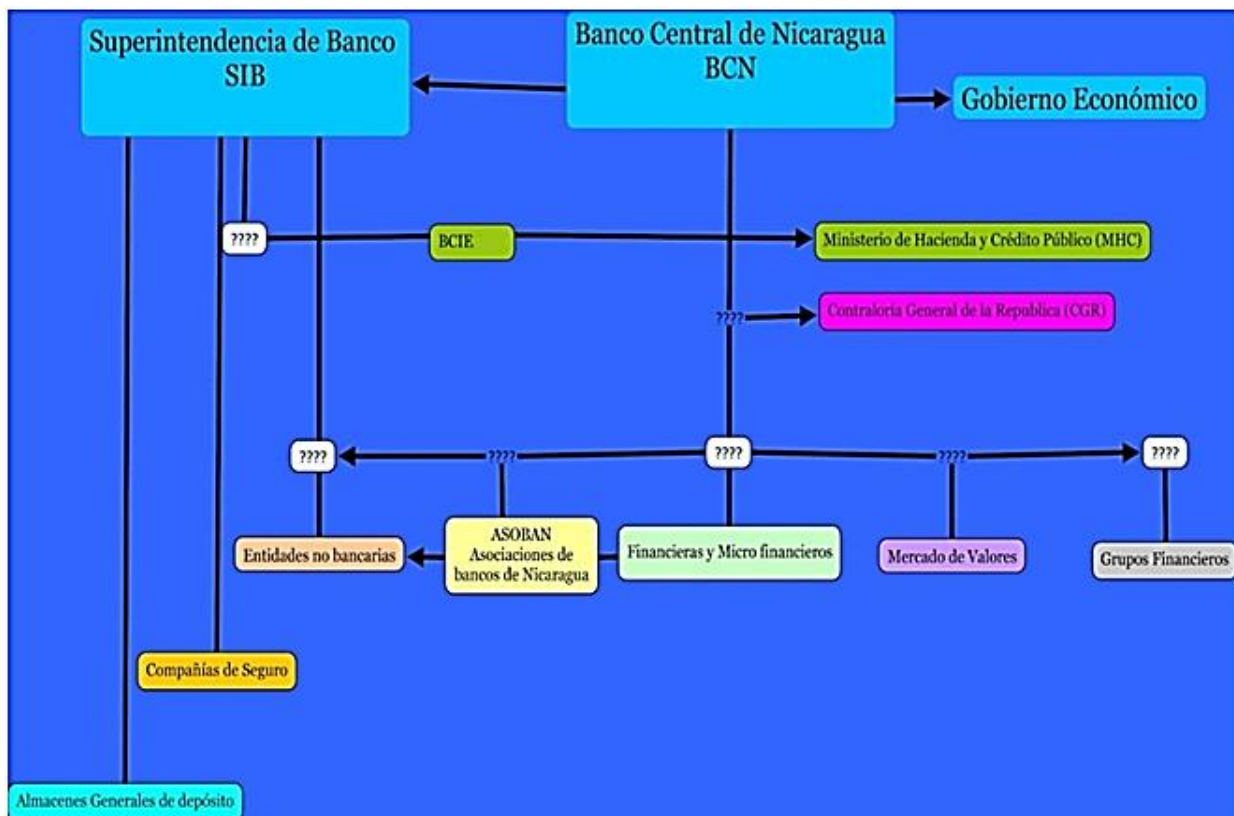 Superintendencia de Banco
SIB
Banco Central de Nicaragua
BCN
Gobierno Económico
????
BCIE
Ministerio de Hacienda y Crédito Público (MHC)
????
Contraloría General de la Republica (CGR)
????
????
????
????
????
Entidades no bancarias
ASOBAN
Asociaciones de
bancos de Nicaragua
Financieras y Micro financieros
Mercado de Valores
Grupos Financieros
Compañías de Seguro
Almacenes Generales de depósito